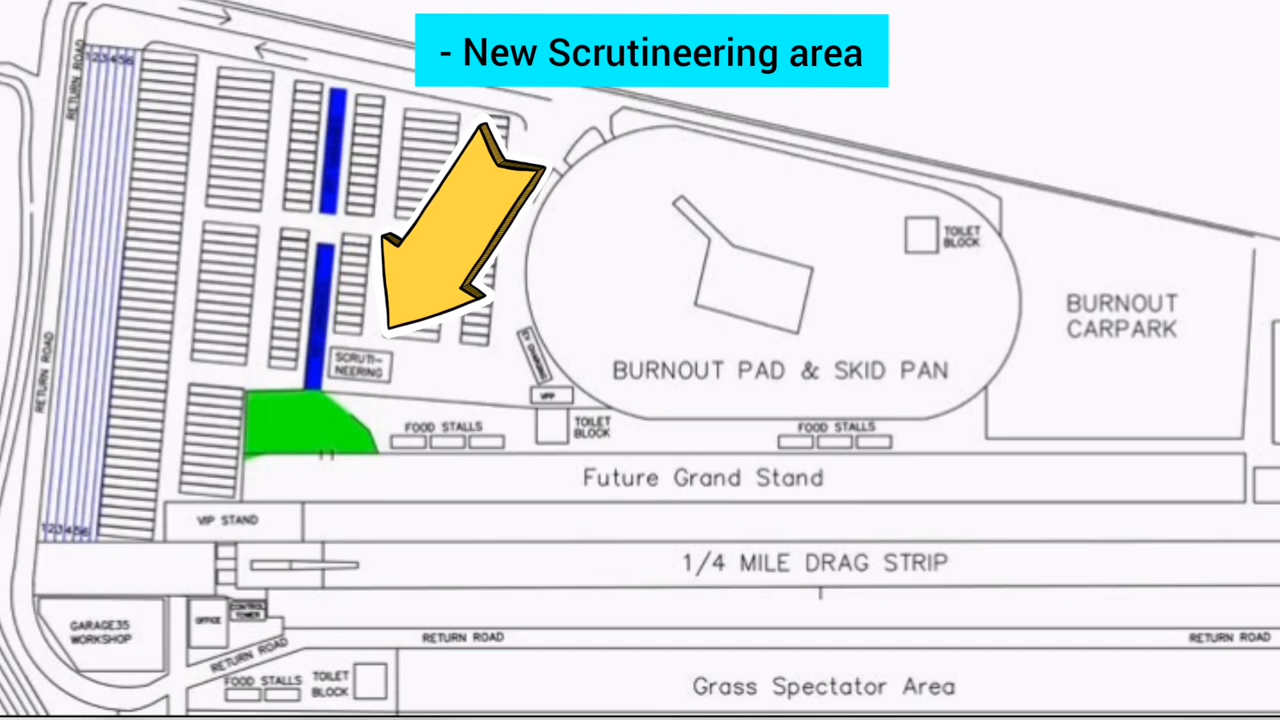 - New Scrutineering area
RETURN ROAD
123456
TOILET
BLOCK
BURNOUT
CARPARK
SCRUTI-
NEERING
EV CHARGING
RETURN ROAD
BURNOUT PAD & SKID PAN
VIP
FOOD STALLS
TOILET
BLOCK
FOOD STALLS
Future Grand Stand
VIP STAND
123456
1/4 MILE DRAG STRIP
CONTROL
TOWER
OFFICE
GARAGE35
WORKSHOP
RETURN ROAD
RETURN ROAD
RETURN ROAD
FOOD STALLS
TOILET
BLOCK
Grass Spectator Area